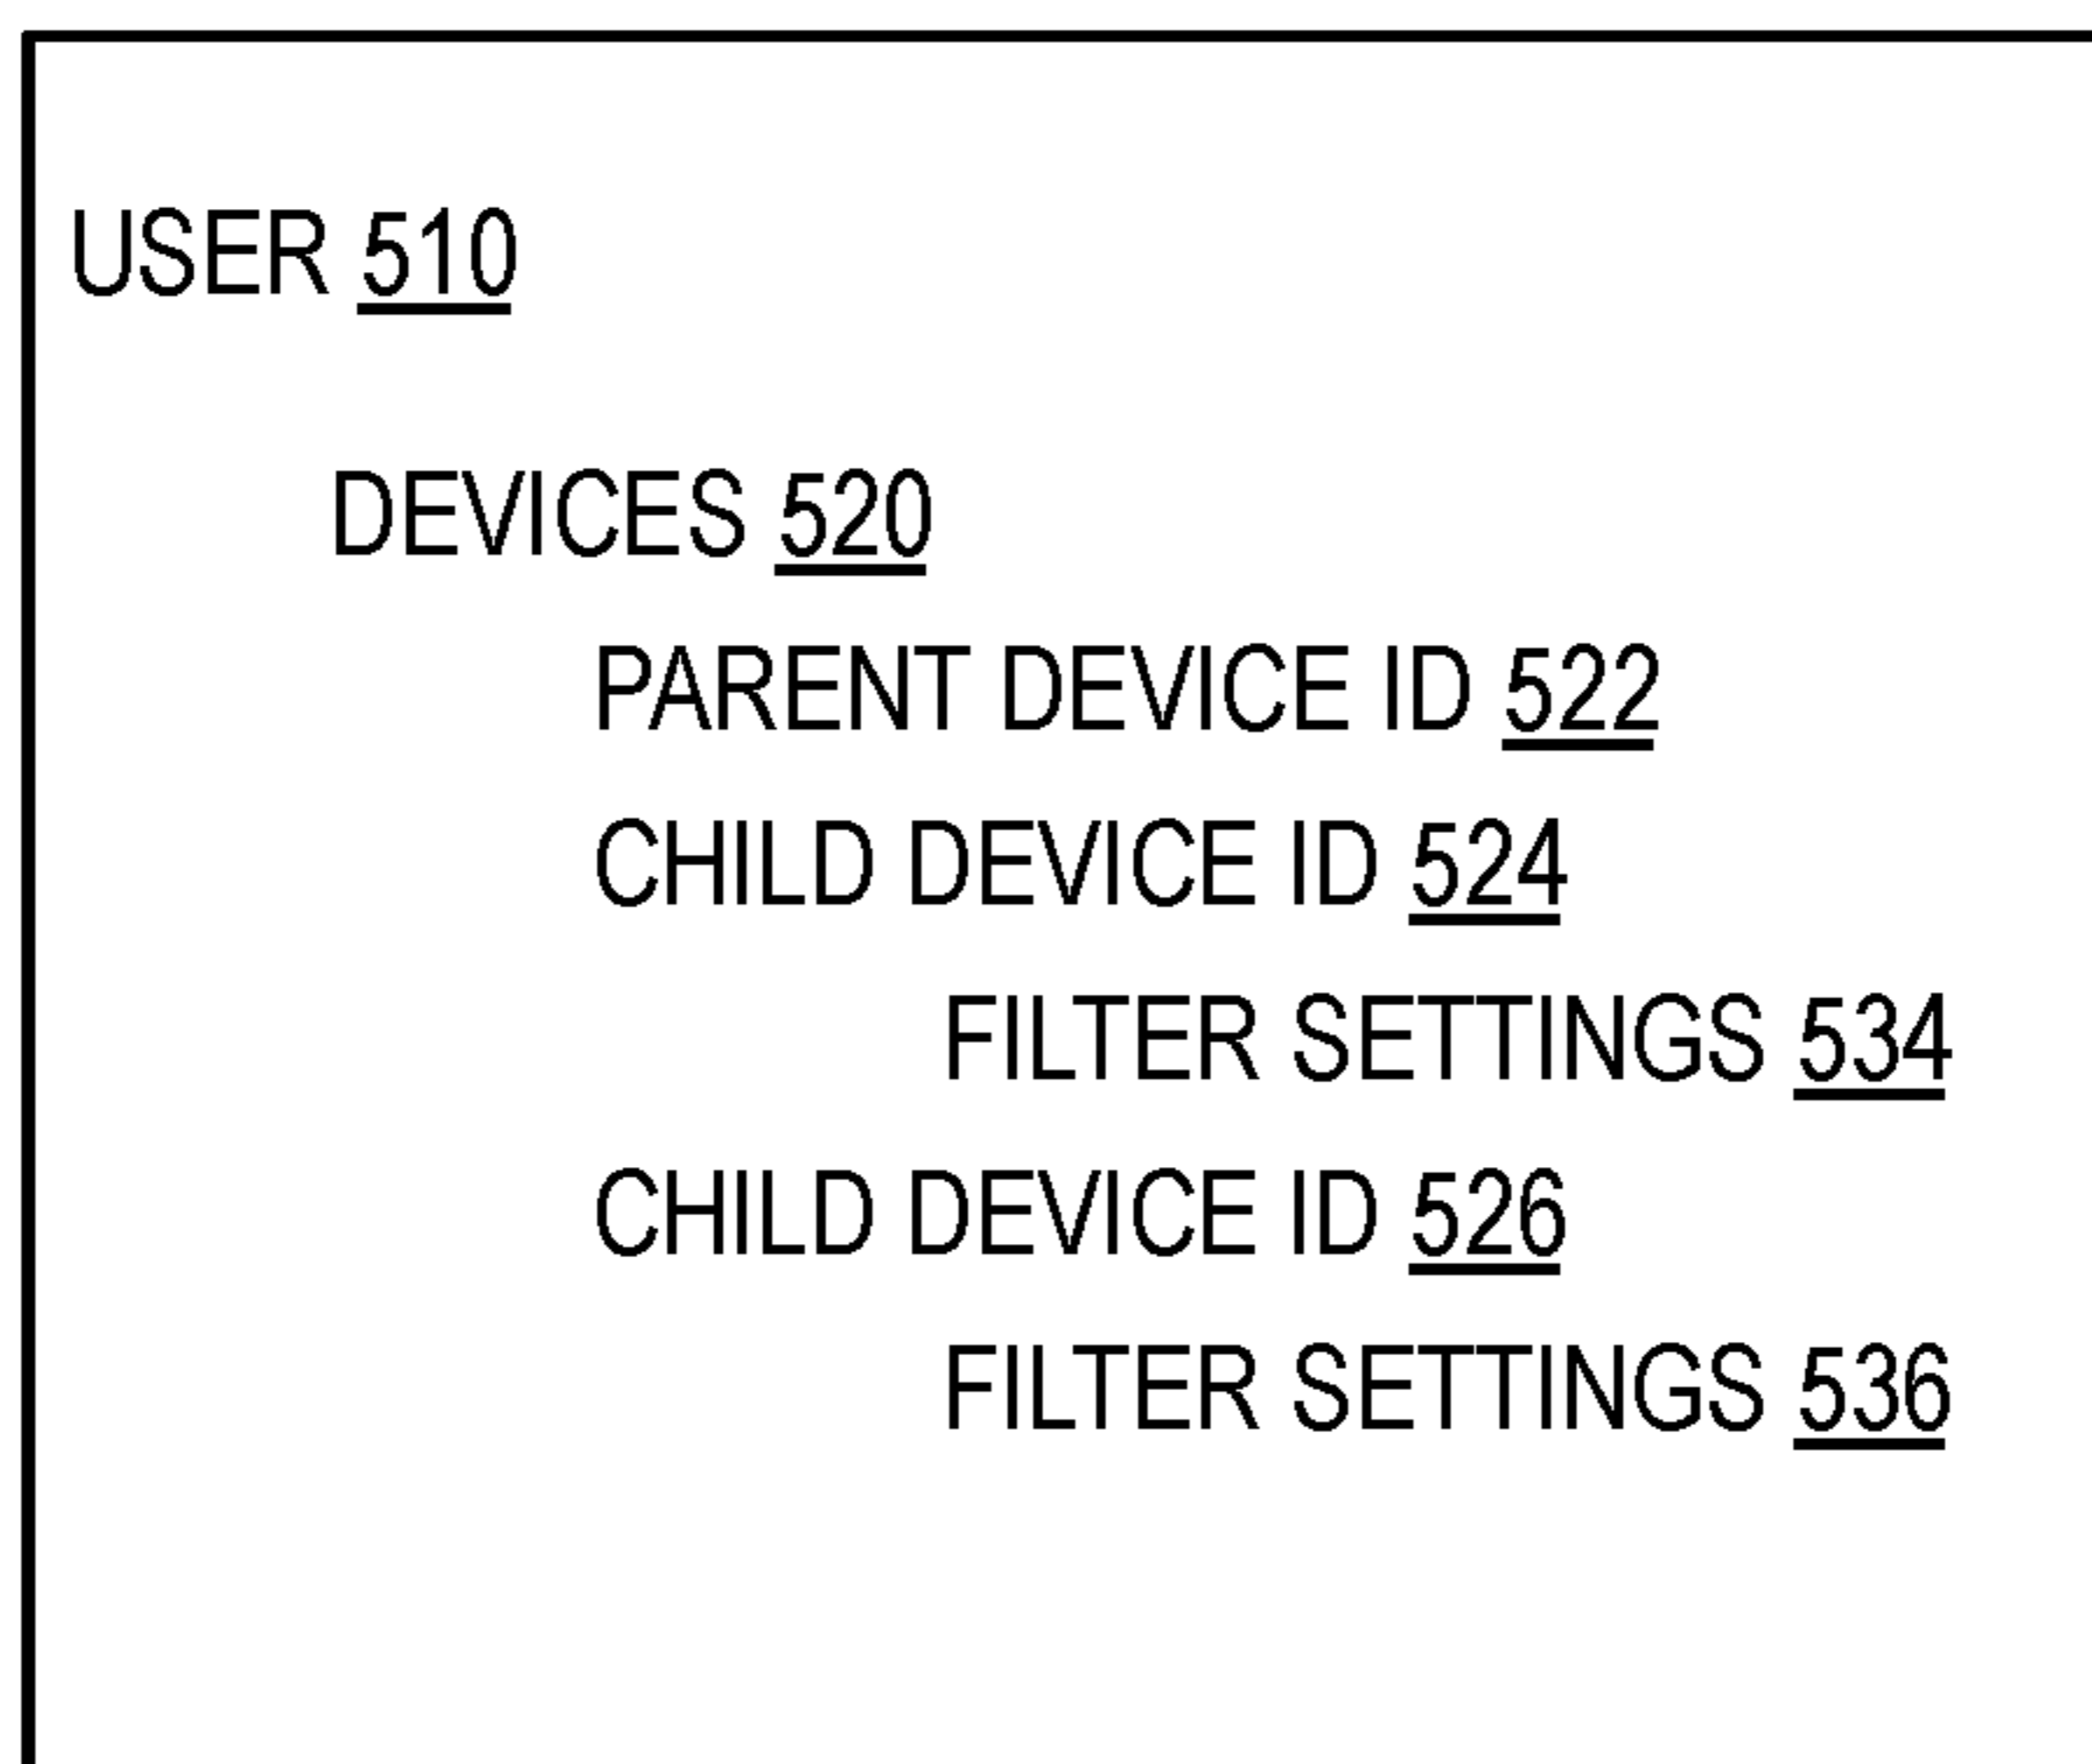 USER 510
DEVICES 520
PARENT DEVICE ID 522
CHILD DEVICE ID 524
FILTER SETTINGS 534
CHILD DEVICE ID 526
FILTER SETTINGS 536